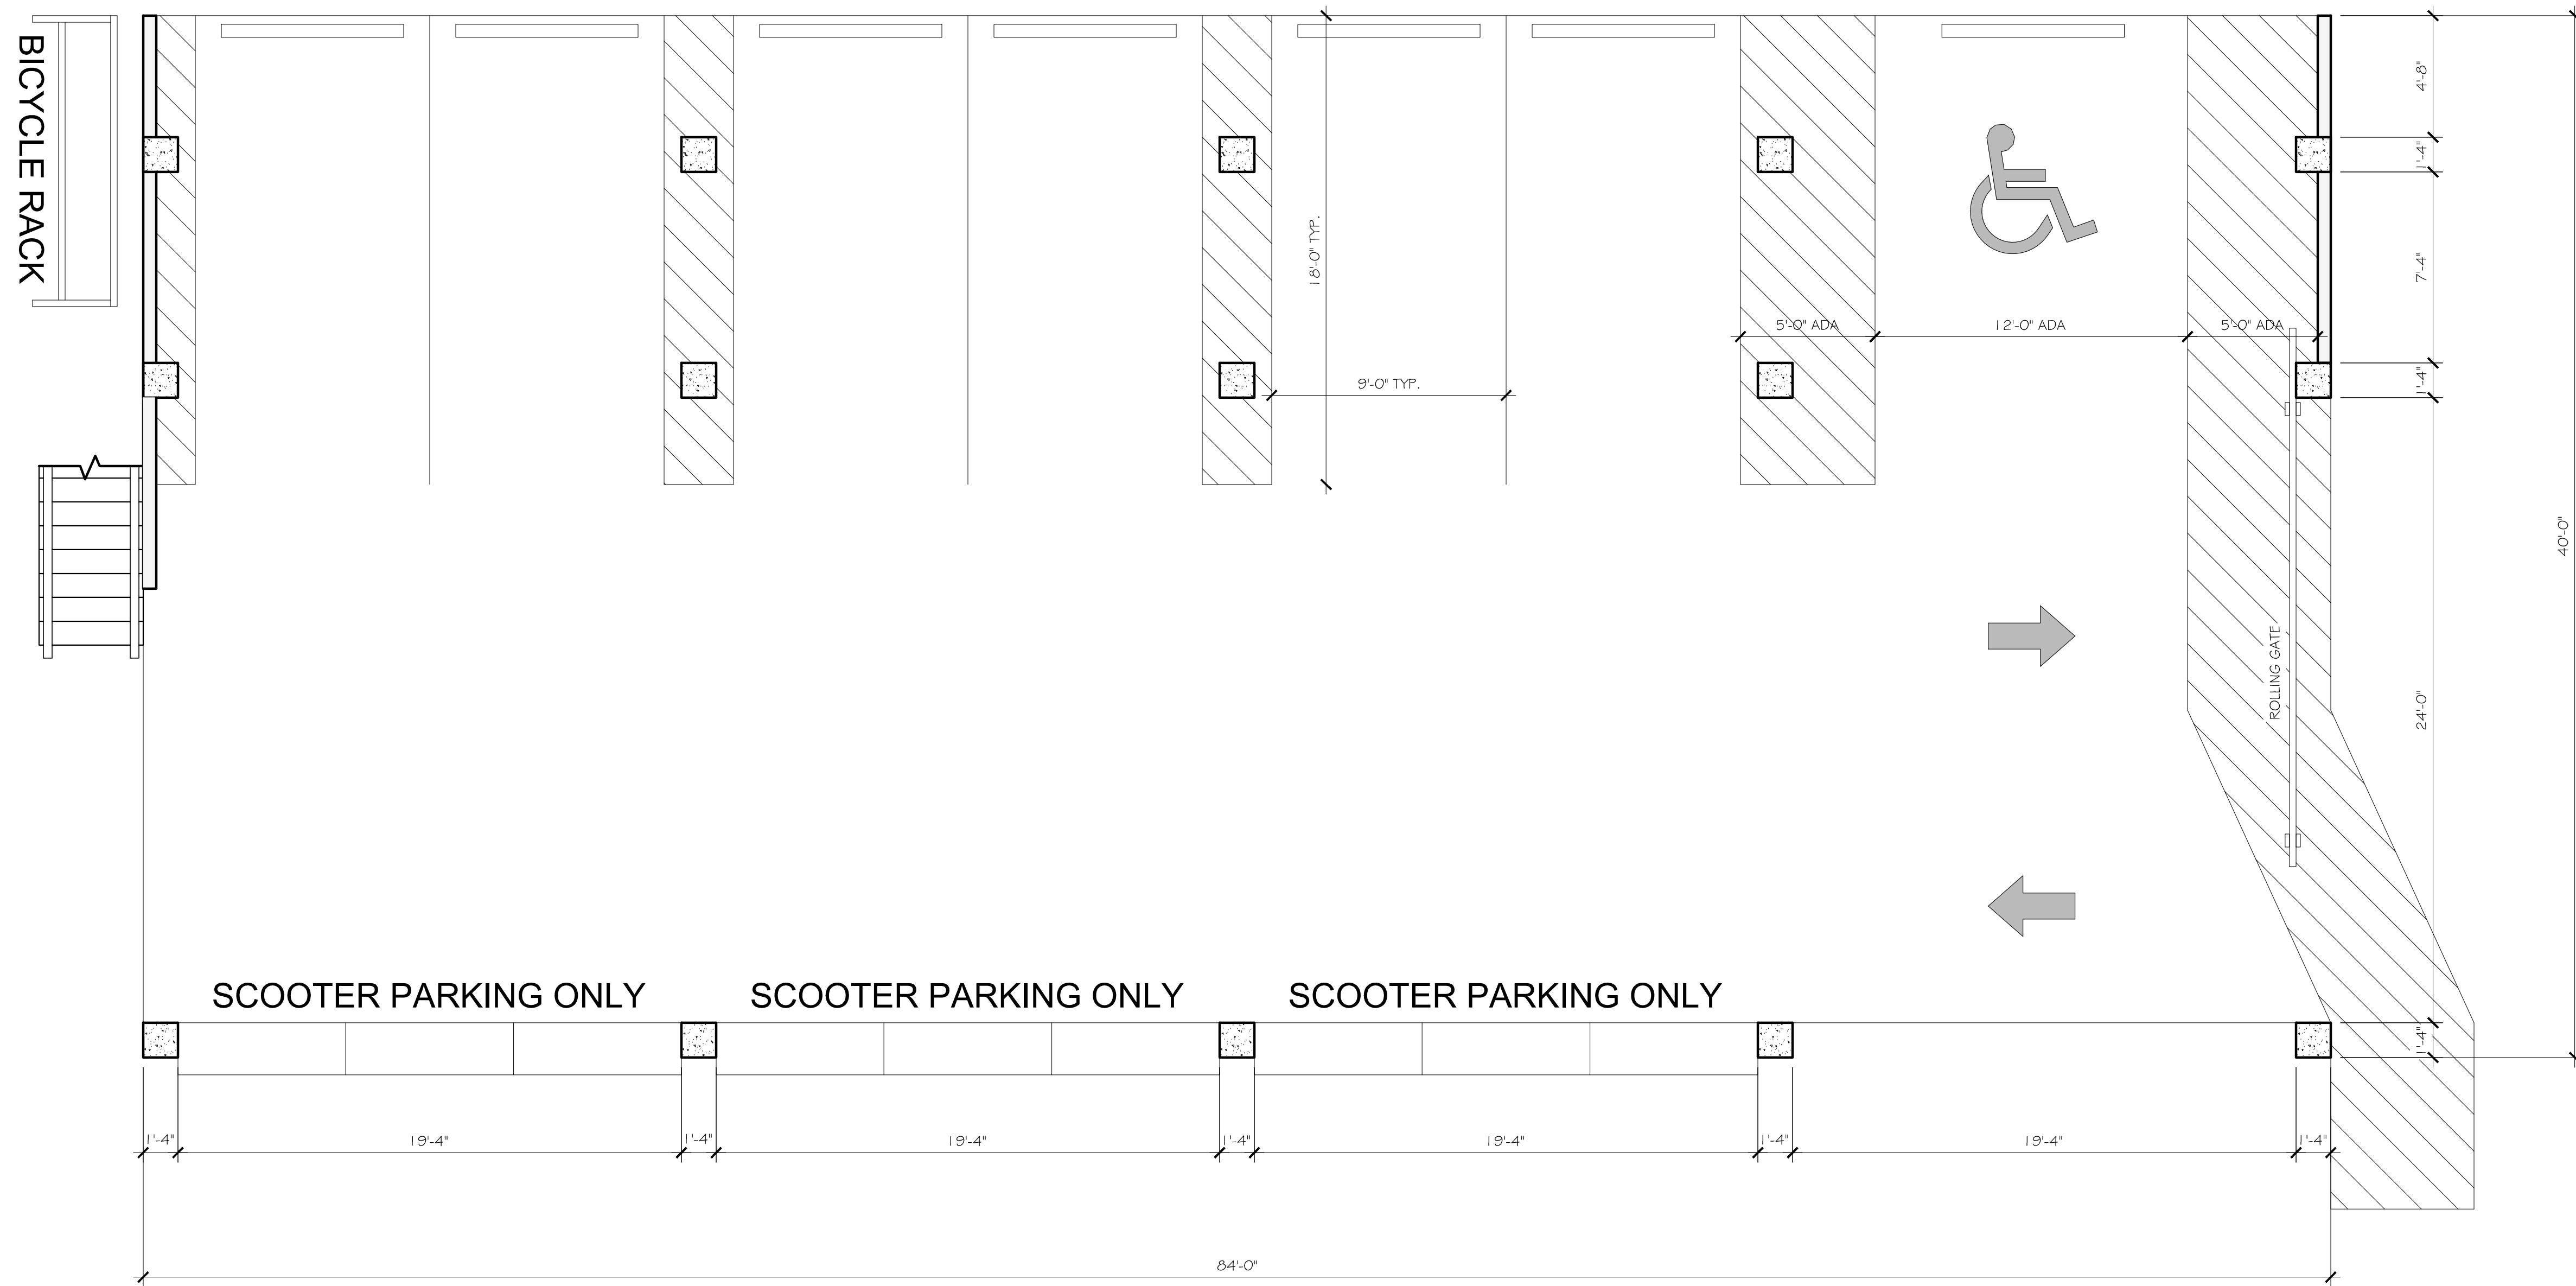 BICYCLE RACK
4'-8"
1'-4"
18'-0" TYP.
7'-4"
5'-0" ADA
12'-0" ADA
5'-0" ADA
9'-0" TYP.
1'-4"
40'-0"
ROLLING GATE
24'-0"
SCOOTER PARKING ONLY
SCOOTER PARKING ONLY
SCOOTER PARKING ONLY
1'-4"
1'-4"
19'-4"
1'-4"
19'-4"
1'-4"
19'-4"
1'-4"
19'-4"
1'-4"
84'-0"